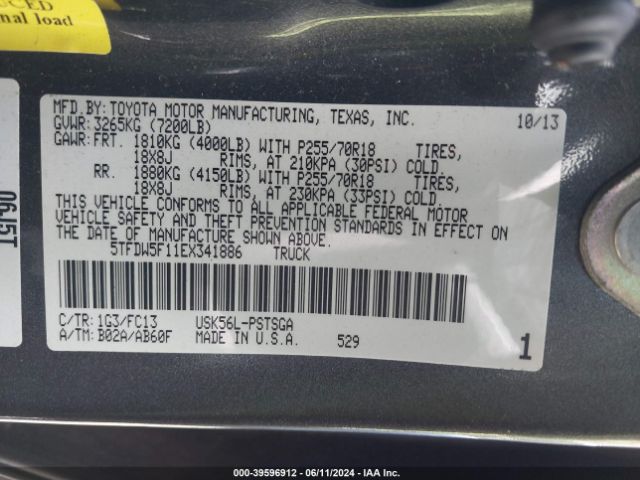 CCED
nal load
06.15T
MFD.BY: TOYOTA MOTOR MANUFACTURING, TEXAS, INC. 10/13
GVWR: 3265KG (7200LB)
GAWR: FRT. 1810KG (4000LB) WITH P255/70R18 TIRES,
18X8J RIMS, AT 210KPA (30PSI) COLD.
RR. 1880KG (4150LB) WITH P255/70R18 TIRES,
18X8J RIMS, AT 230KPA (33PSI) COLD.
THIS VEHICLE CONFORMS TO ALL APPLICABLE FEDERAL MOTOR
VEHICLE SAFETY AND THEFT PREVENTION STANDARDS IN EFFECT ON
THE DATE OF MANUFACTURE SHOWN ABOVE.
5TFDW5F11EX341886 TRUCK
C/TR: 1G3/FC13 USK56L-PSTSGA
A/TM: B02A/AB60F MADE IN U.S.A. 529 1
000-39596912 - 06/11/2024 - IAA Inc.